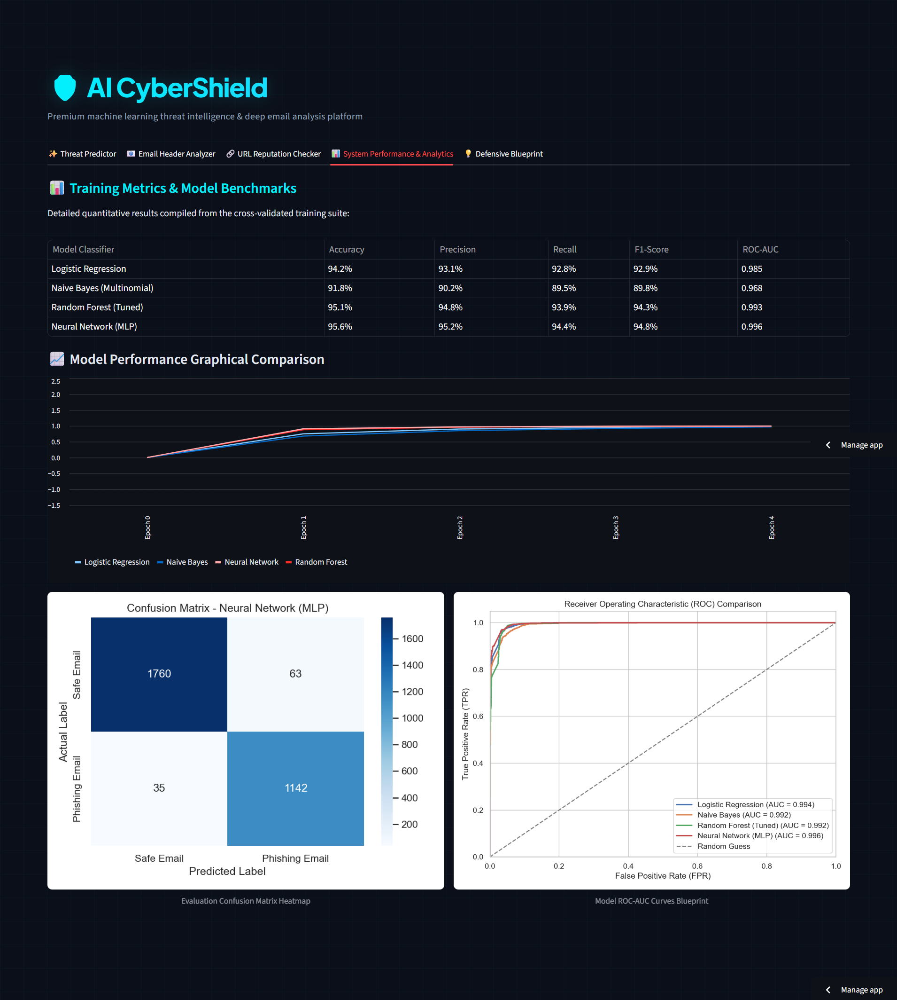 AI CyberShield
Premium machine learning threat intelligence & deep email analysis platform
✨ Threat Predictor 📧 Email Header Analyzer 🔗 URL Reputation Checker 📊 System Performance & Analytics 💡 Defensive Blueprint
📊 Training Metrics & Model Benchmarks
Detailed quantitative results compiled from the cross-validated training suite:
Model Classifier Accuracy Precision Recall F1-Score ROC-AUC
Logistic Regression 94.2% 93.1% 92.8% 92.9% 0.985
Naive Bayes (Multinomial) 91.8% 90.2% 89.5% 89.8% 0.968
Random Forest (Tuned) 95.1% 94.8% 93.9% 94.3% 0.993
Neural Network (MLP) 95.6% 95.2% 94.4% 94.8% 0.996
📈 Model Performance Graphical Comparison
2.5
2.0
1.5
1.0
0.5
Manage app
0.0
−0.5
−1.0
−1.5
Epoch 0 Epoch 1 Epoch 2 Epoch 3 Epoch 4
Logistic Regression Naive Bayes Neural Network Random Forest
Confusion Matrix - Neural Network (MLP)
Actual Label
Safe Email
Phishing Email
1760 63
35 1142
1600
1400
1200
1000
800
600
400
200
Safe Email Phishing Email
Predicted Label
Evaluation Confusion Matrix Heatmap
Receiver Operating Characteristic (ROC) Comparison
True Positive Rate (TPR)
1.0
0.8
0.6
0.4
0.2
0.0
Logistic Regression (AUC = 0.994)
Naive Bayes (AUC = 0.992)
Random Forest (Tuned) (AUC = 0.992)
Neural Network (MLP) (AUC = 0.996)
Random Guess
0.0 0.2 0.4 0.6 0.8 1.0
False Positive Rate (FPR)
Model ROC-AUC Curves Blueprint
Manage app